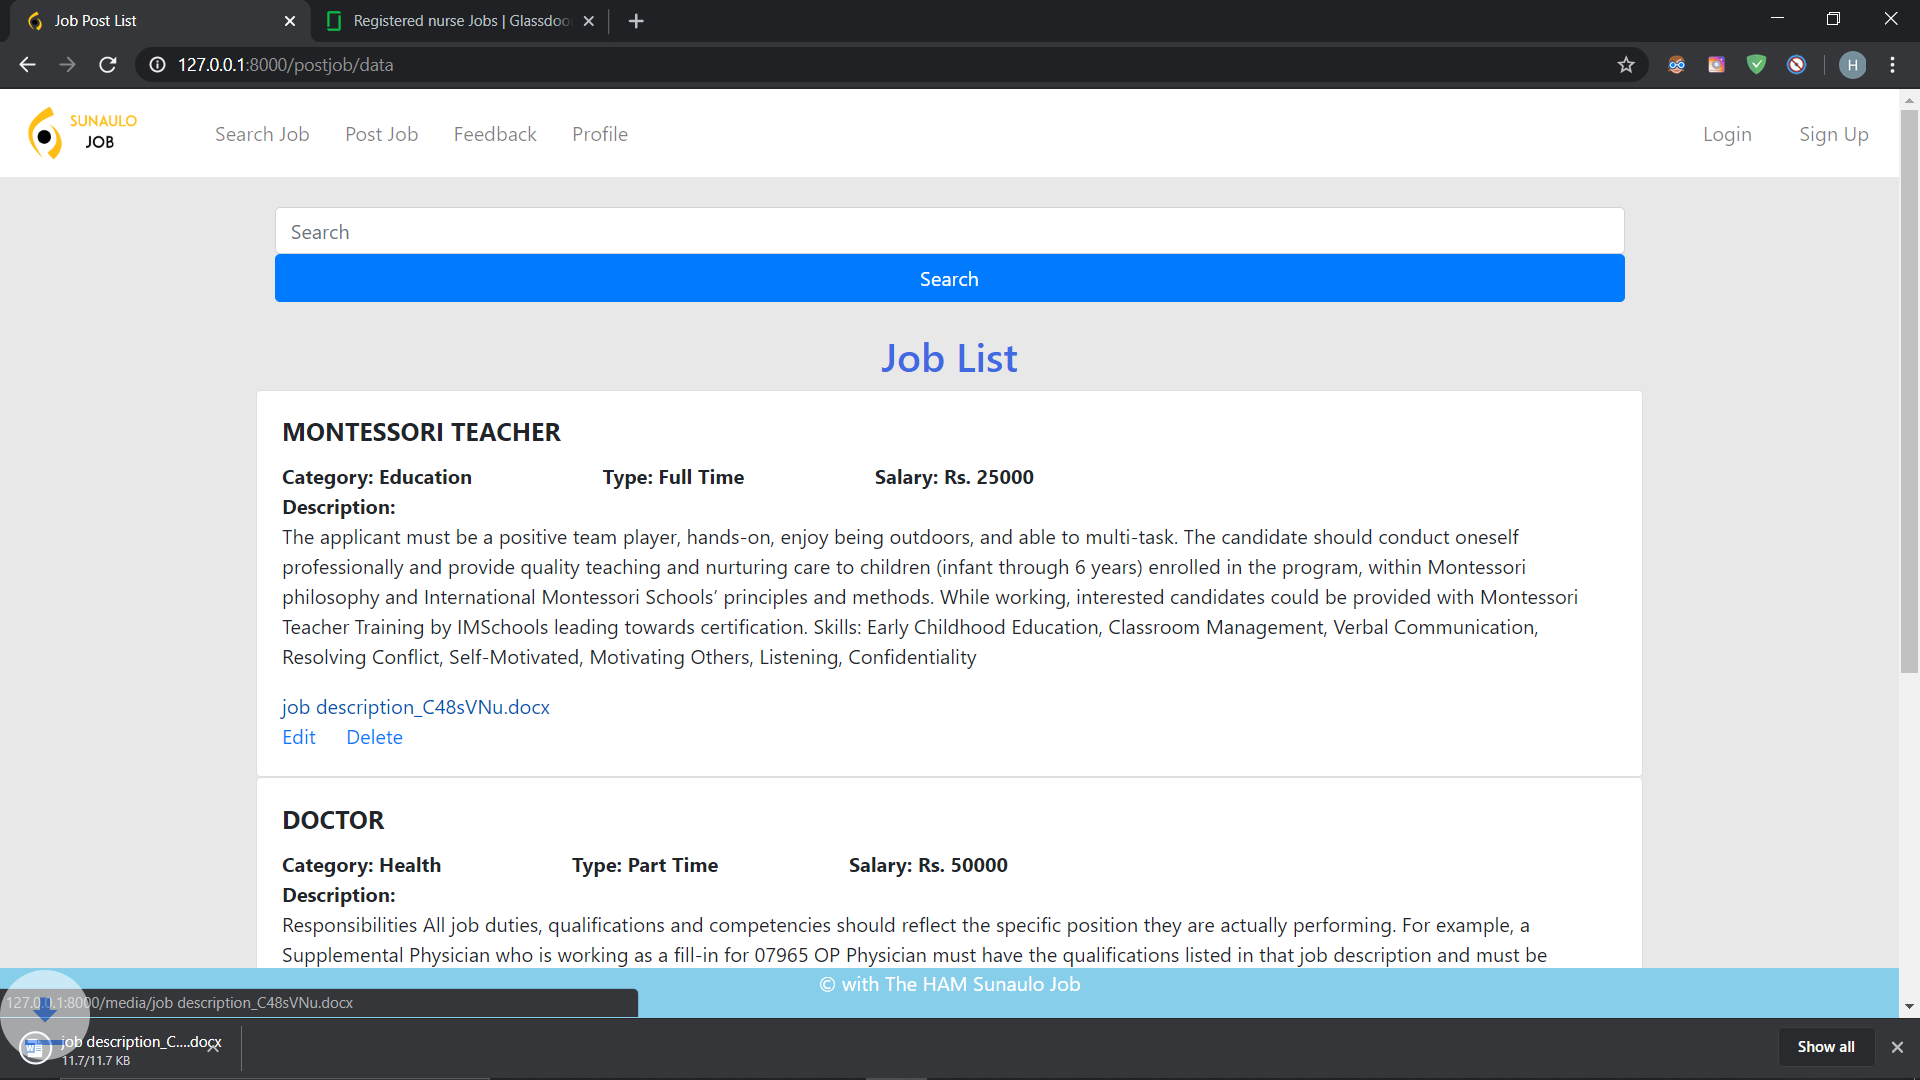 Job Post List
Registered nurse Jobs | Glassdoo
127.0.0.1:8000/postjob/data
H
SUNAULO
JOB
Search Job
Post Job
Feedback
Profile
Login
Sign Up
Search
Search
Job List
MONTESSORI TEACHER
Category: Education Type: Full Time Salary: Rs. 25000
Description:
The applicant must be a positive team player, hands-on, enjoy being outdoors, and able to multi-task. The candidate should conduct oneself
professionally and provide quality teaching and nurturing care to children (infant through 6 years) enrolled in the program, within Montessori
philosophy and International Montessori Schools’ principles and methods. While working, interested candidates could be provided with Montessori
Teacher Training by IMSchools leading towards certification. Skills: Early Childhood Education, Classroom Management, Verbal Communication,
Resolving Conflict, Self-Motivated, Motivating Others, Listening, Confidentiality
job description_C48sVNu.docx
Edit Delete
DOCTOR
Category: Health Type: Part Time Salary: Rs. 50000
Description:
Responsibilities All job duties, qualifications and competencies should reflect the specific position they are actually performing. For example, a
Supplemental Physician who is working as a fill-in for 07965 OP Physician must have the qualifications listed in that job description and must be
© with The HAM Sunaulo Job
127.0.0.1:8000/media/job description_C48sVNu.docx
job description_C....docx
11.7/11.7 KB
Show all